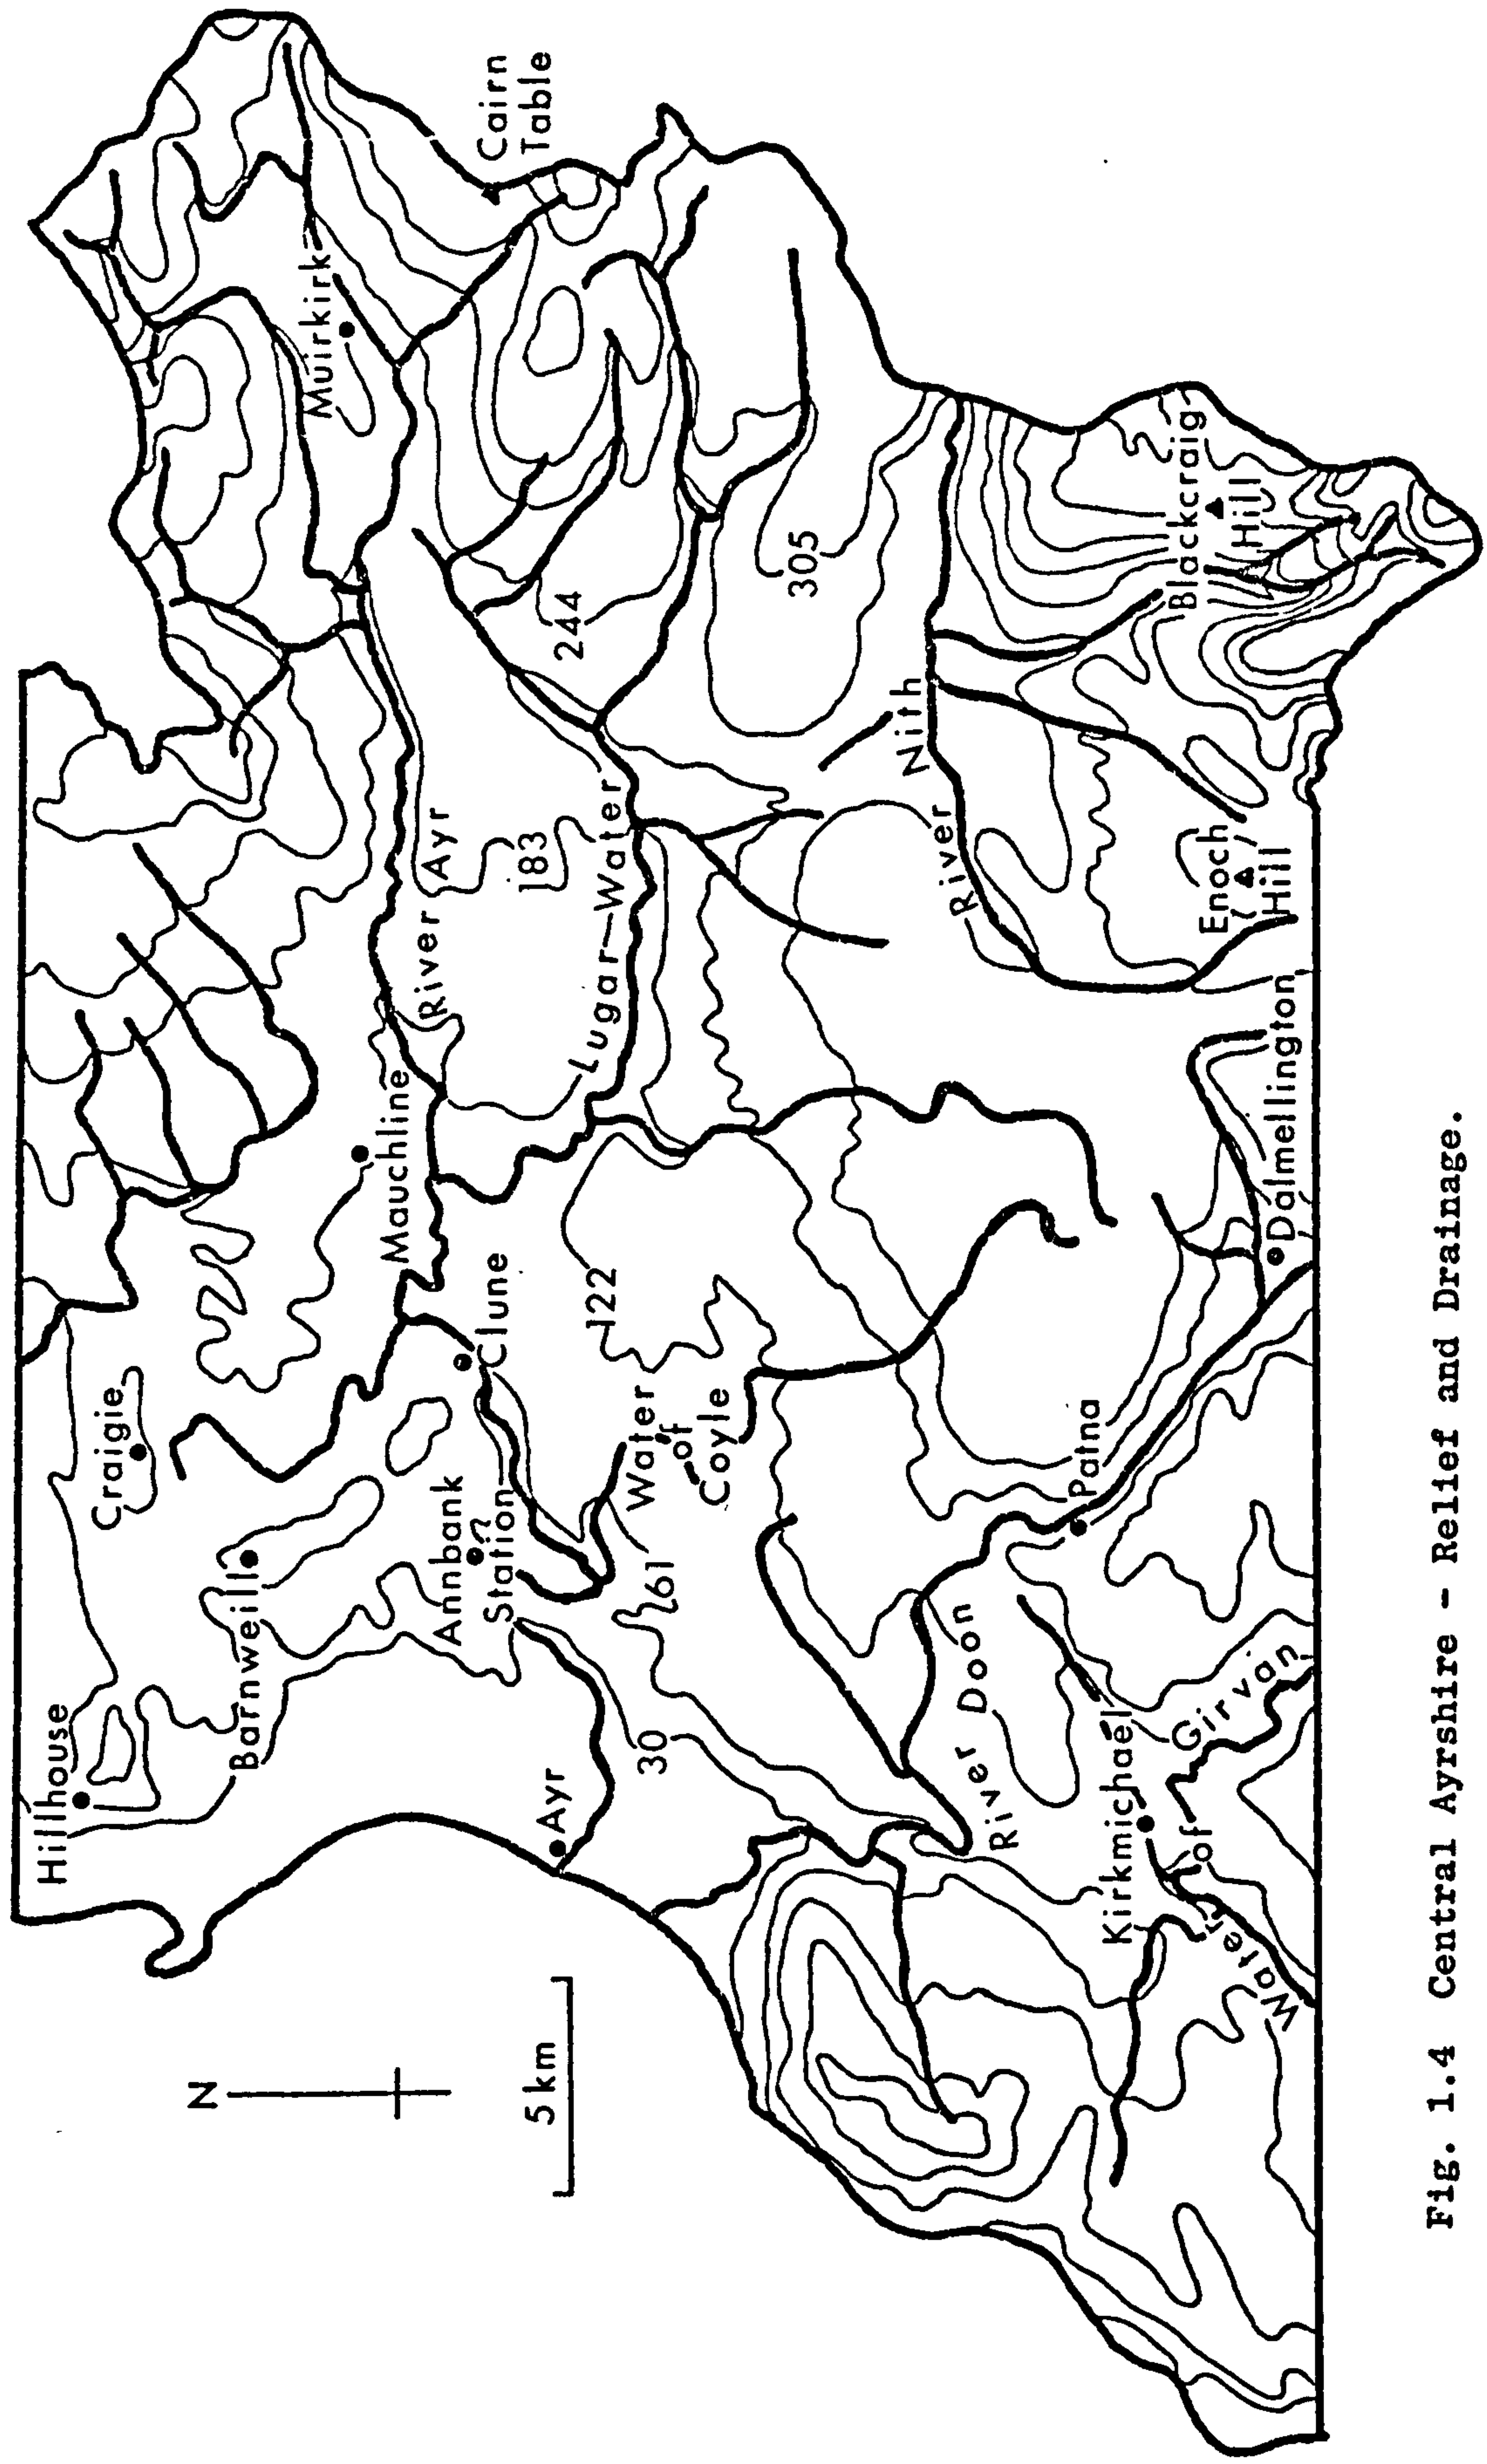 N
5 km
Hillhouse
Craigie
Barnweill
Annbank
Station
Mauchline
Clune
Muirkirk
Cairn
Table
River Ayr
183
244
Lugar Water
Ayr
30
61
122
Water
of
Coyle
305
River Nith
River Doon
Patna
Kirkmichael
Water of Girvan
Dalmellington
Enoch
Hill
Blackcraig
Hill
Fig. 1.4 Central Ayrshire - Relief and Drainage.